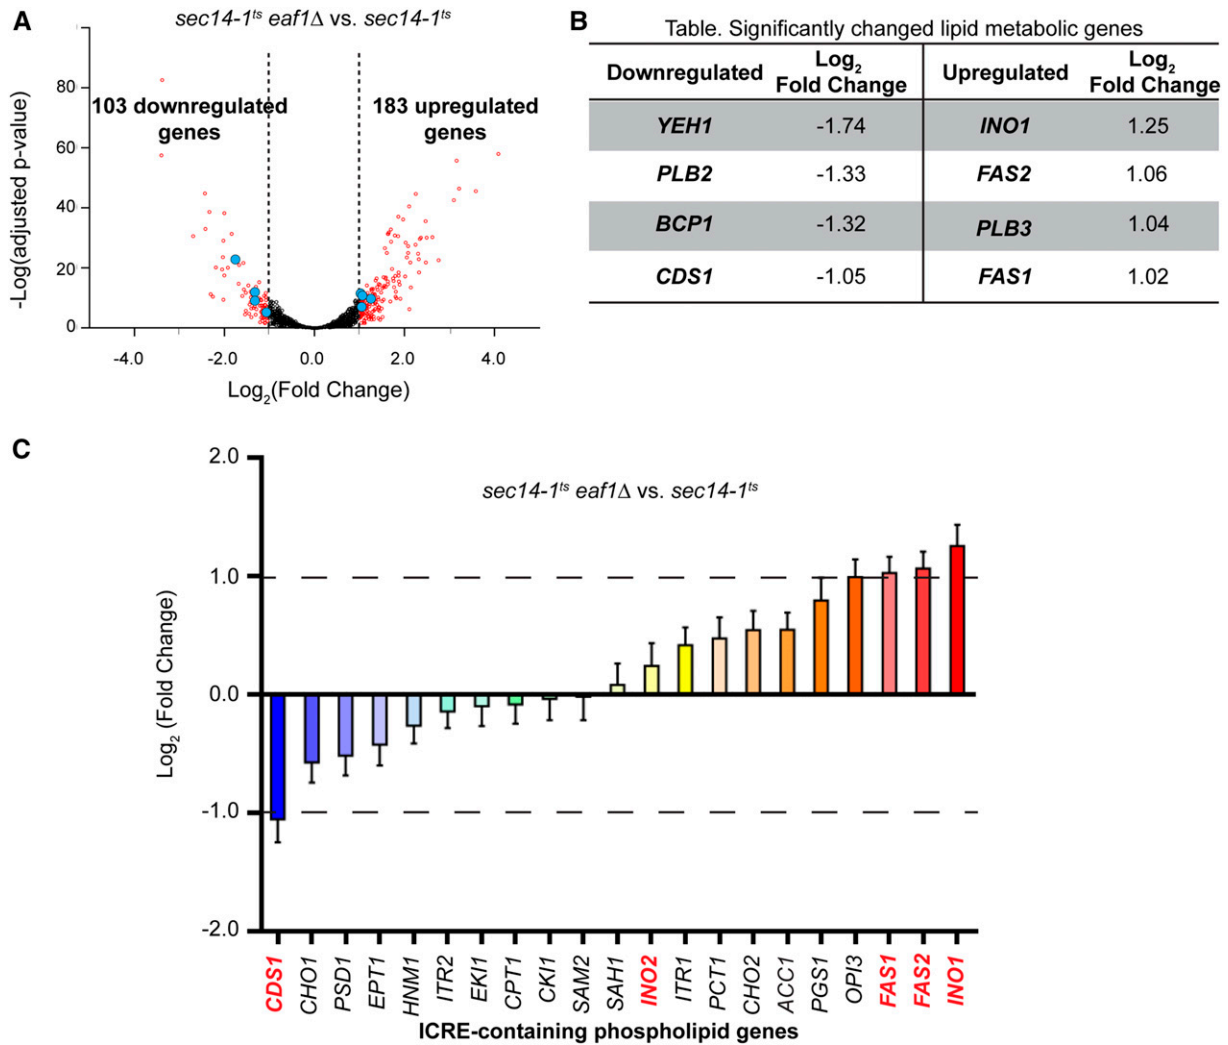 A
sec14-1ts eaf1Δ vs. sec14-1ts
-Log(adjusted p-value)
80
60
40
20
0
103 downregulated
genes
183 upregulated
genes
-4.0 -2.0 0.0 2.0 4.0
Log2(Fold Change)
B
Table. Significantly changed lipid metabolic genes
Downregulated Log2 Fold Change Upregulated Log2 Fold Change
YEH1 -1.74 INO1 1.25
PLB2 -1.33 FAS2 1.06
BCP1 -1.32 PLB3 1.04
CDS1 -1.05 FAS1 1.02
C
sec14-1ts eaf1Δ vs. sec14-1ts
Log2 (Fold Change)
2.0
1.0
0.0
-1.0
-2.0
CDS1 CHO1 PSD1 EPT1 HNM1 ITR2 EKI1 CPT1 CKI1 SAM2 SAH1 INO2 ITR1 PCT1 CHO2 ACC1 PGS1 OPI3 FAS1 FAS2 INO1
ICRE-containing phospholipid genes